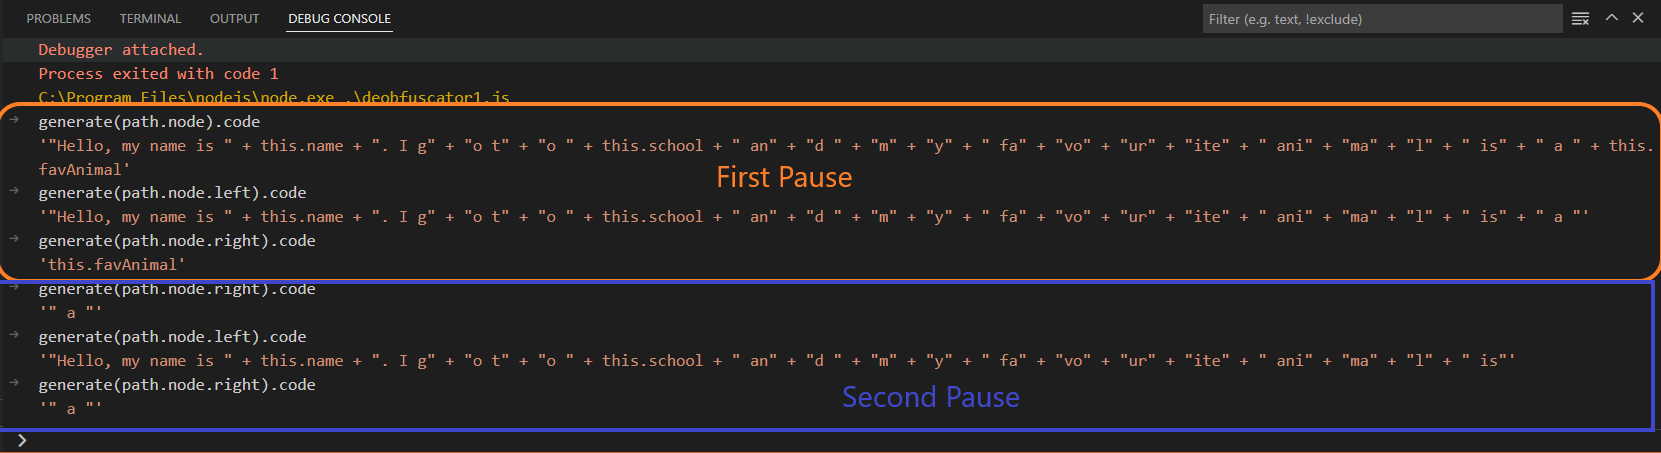 PROBLEMS TERMINAL OUTPUT DEBUG CONSOLE Filter (e.g. text, !exclude)
Debugger attached.
Process exited with code 1
C:\Program Files\nodejs\node.exe .\deobfuscator1.js
generate(path.node).code
'"Hello, my name is " + this.name + ". I g" + "o t" + "o " + this.school + " an" + "d " + "m" + "y" + " fa" + "vo" + "ur" + "ite" + " ani" + "ma" + "l" + " is" + " a " + this.
favAnimal'
First Pause
generate(path.node.left).code
'"Hello, my name is " + this.name + ". I g" + "o t" + "o " + this.school + " an" + "d " + "m" + "y" + " fa" + "vo" + "ur" + "ite" + " ani" + "ma" + "l" + " is" + " a "'
generate(path.node.right).code
'this.favAnimal'
generate(path.node.right).code
'" a "'
generate(path.node.left).code
'"Hello, my name is " + this.name + ". I g" + "o t" + "o " + this.school + " an" + "d " + "m" + "y" + " fa" + "vo" + "ur" + "ite" + " ani" + "ma" + "l" + " is"'
generate(path.node.right).code
Second Pause
'" a "'